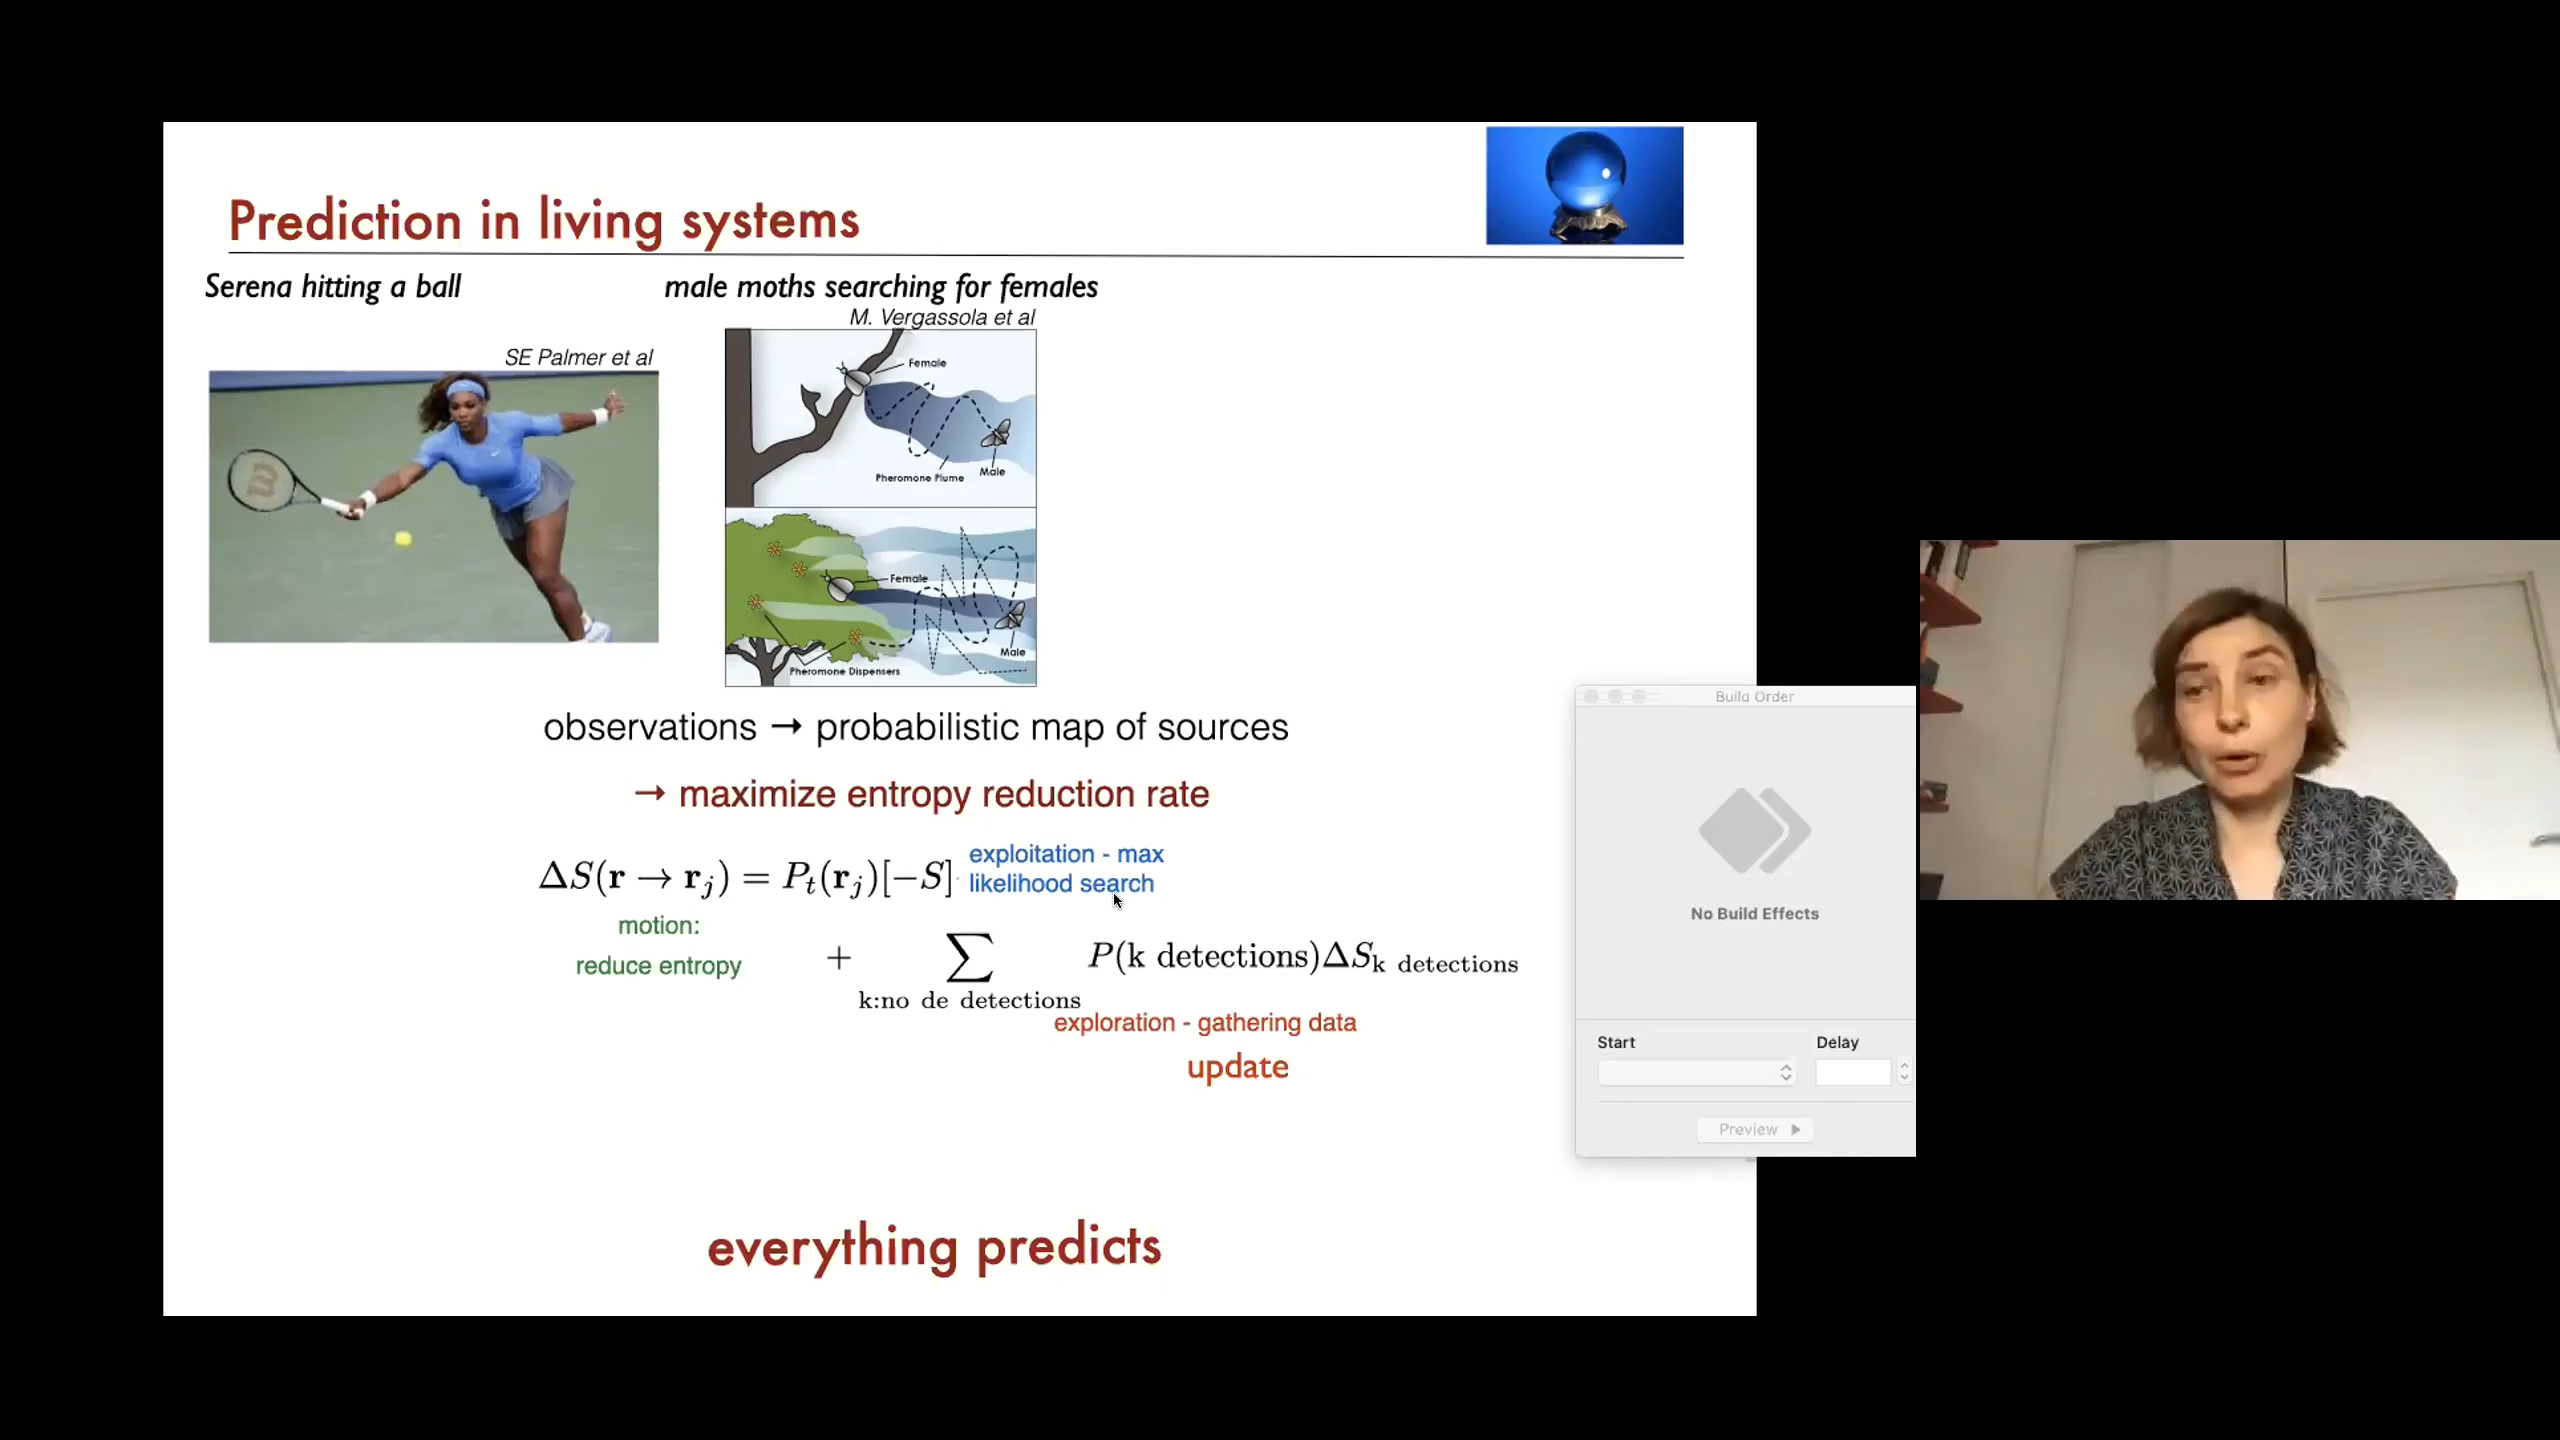 Prediction in living systems
Serena hitting a ball
male moths searching for females
M. Vergassola et al
SE Palmer et al
Female
Pheromone Plume
Male
Female
Male
Pheromone Dispensers
observations → probabilistic map of sources
→ maximize entropy reduction rate
ΔS(r → r_j) = P_t(r_j)[−S]
exploitation - max
likelihood search
motion:
reduce entropy
+ ∑ P(k detections)ΔS_k detections
k:no de detections
exploration - gathering data
update
everything predicts
Build Order
No Build Effects
Start
Delay
Preview